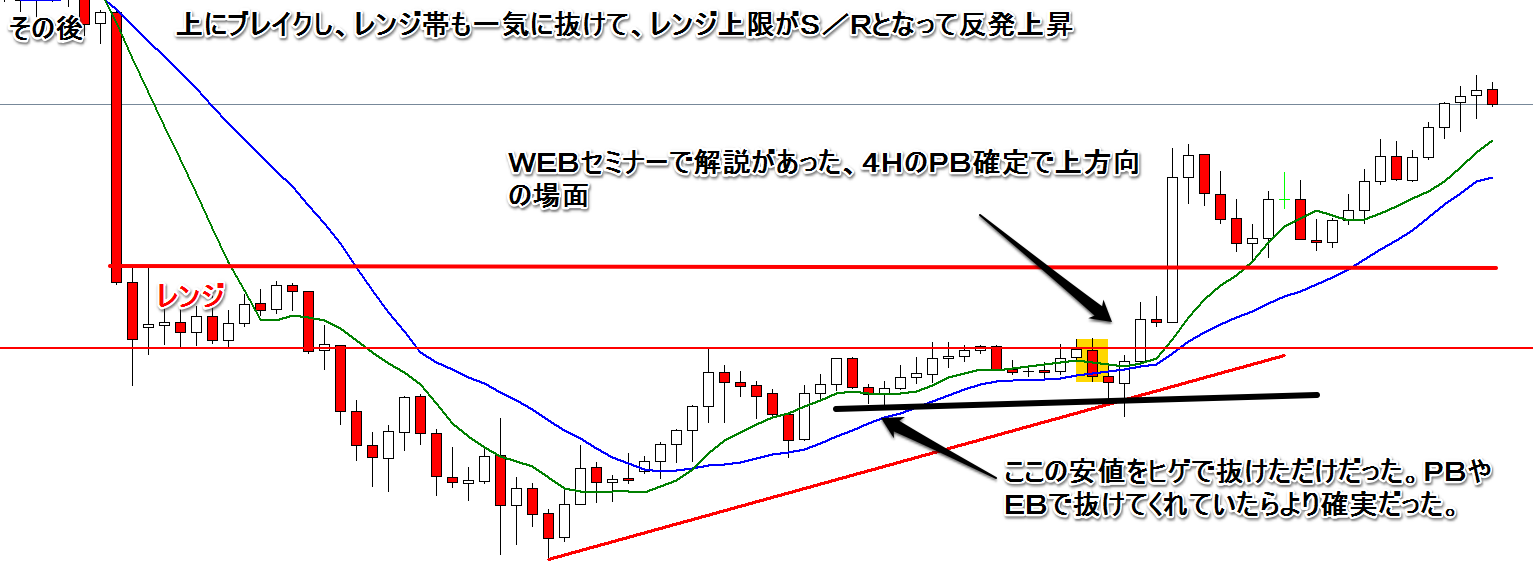 その後
上にブレイクし、レンジ帯も一気に抜けて、レンジ上限がS／Rとなって反発上昇
WEBセミナーで解説があった、4HのPB確定で上方向
の場面
レンジ
ここの安値をヒゲで抜けただけだった。PBや
EBで抜けてくれていたらより確実だった。